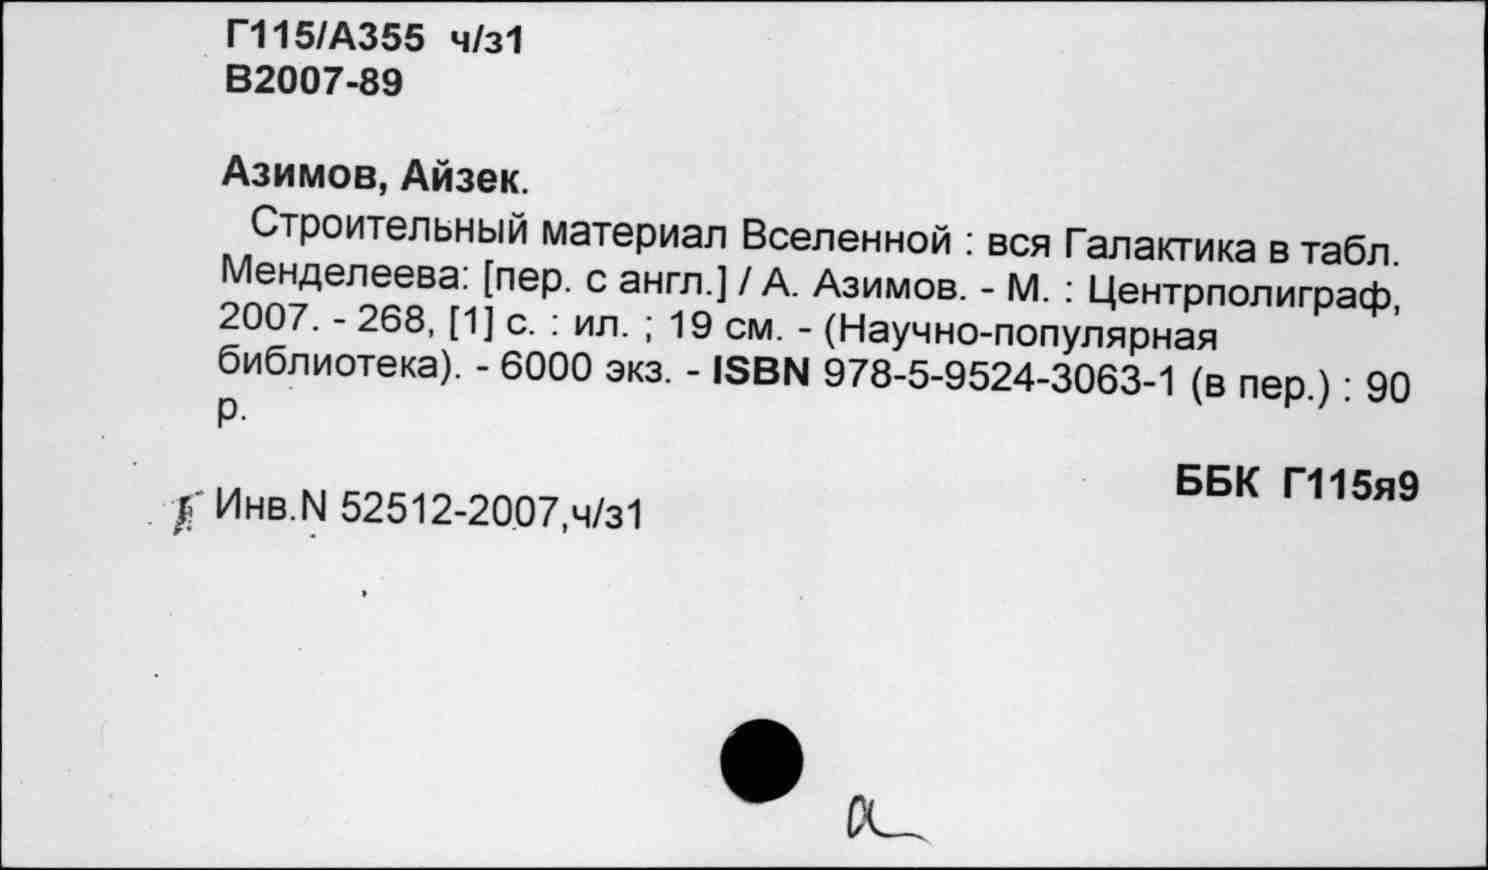 Г115/А355 ч/з1
В2007-89
Азимов, Айзек.
Строительный материал Вселенной : вся Галактика в табл.
Менделеева: [пер. с англ.] / А. Азимов. - М. : Центрполиграф,
2007. - 268, [1] с. : ил. ; 19 см. - (Научно-популярная
библиотека). - 6000 экз. - ISBN 978-5-9524-3063-1 (в пер.) : 90
р.
ББК Г115я9
Инв.N 52512-2007,ч/з1